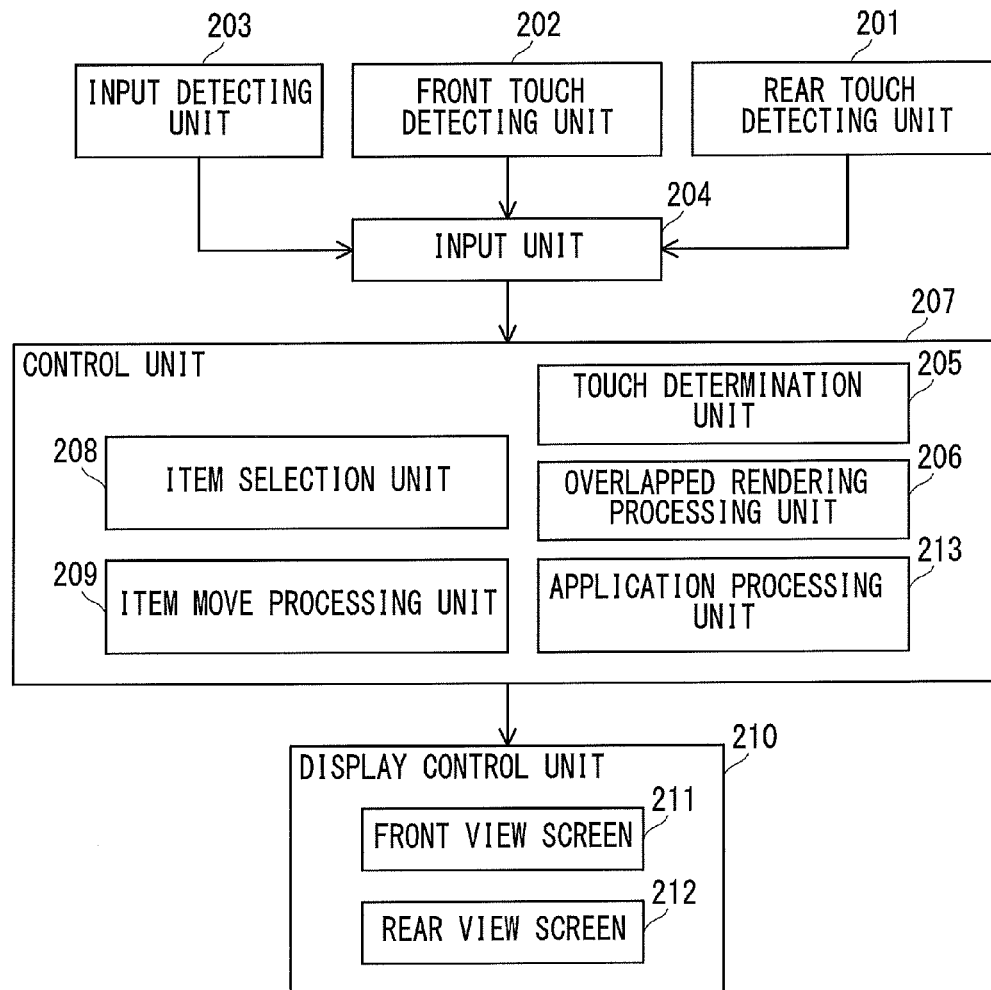 203
202
201
INPUT DETECTING
UNIT
FRONT TOUCH
DETECTING UNIT
REAR TOUCH
DETECTING UNIT
204
INPUT UNIT
207
CONTROL UNIT
205
TOUCH DETERMINATION
UNIT
208
ITEM SELECTION UNIT
206
OVERLAPPED RENDERING
PROCESSING UNIT
209
ITEM MOVE PROCESSING UNIT
213
APPLICATION PROCESSING
UNIT
210
DISPLAY CONTROL UNIT
211
FRONT VIEW SCREEN
212
REAR VIEW SCREEN